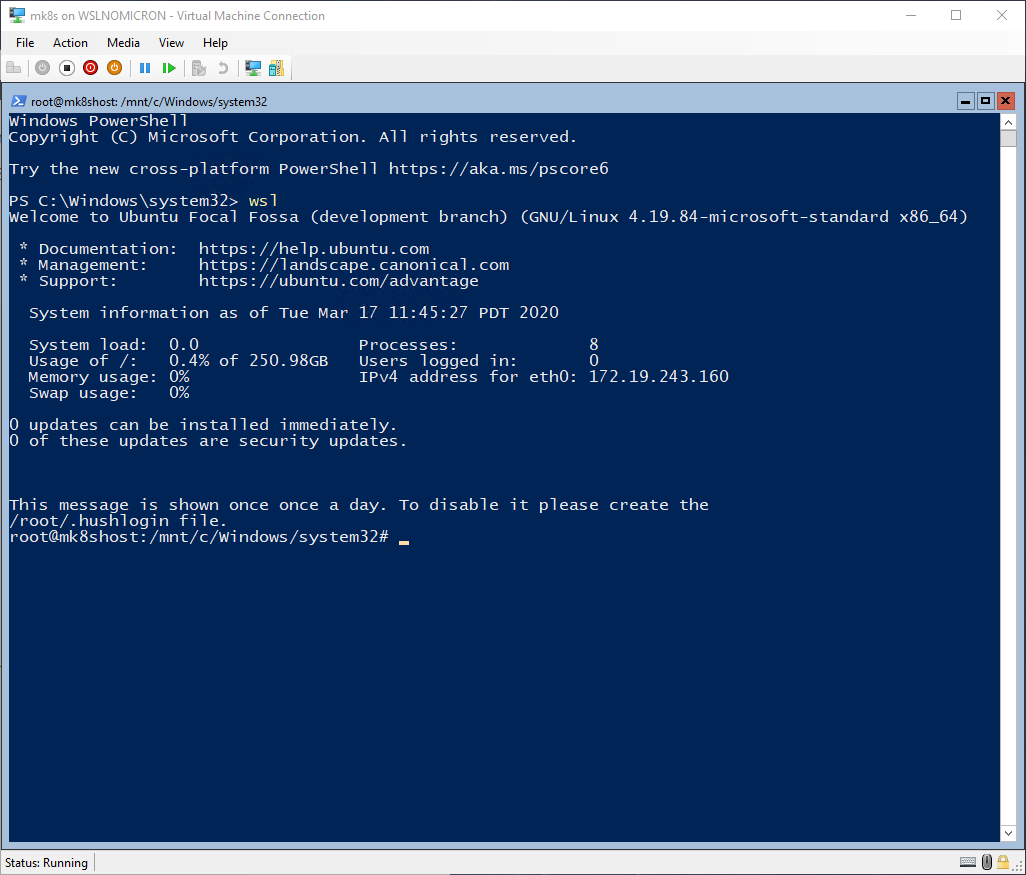 mk8s on WSLNOMICRON - Virtual Machine Connection
File Action Media View Help
root@mk8shost: /mnt/c/Windows/system32
Windows PowerShell
Copyright (C) Microsoft Corporation. All rights reserved.
Try the new cross-platform PowerShell https://aka.ms/pscore6
PS C:\Windows\system32> wsl
Welcome to Ubuntu Focal Fossa (development branch) (GNU/Linux 4.19.84-microsoft-standard x86_64)
* Documentation: https://help.ubuntu.com
* Management: https://landscape.canonical.com
* Support: https://ubuntu.com/advantage
System information as of Tue Mar 17 11:45:27 PDT 2020
System load: 0.0 Processes: 8
Usage of /: 0.4% of 250.98GB Users logged in: 0
Memory usage: 0% IPv4 address for eth0: 172.19.243.160
Swap usage: 0%
0 updates can be installed immediately.
0 of these updates are security updates.
This message is shown once once a day. To disable it please create the
/root/.hushlogin file.
root@mk8shost:/mnt/c/Windows/system32#
Status: Running